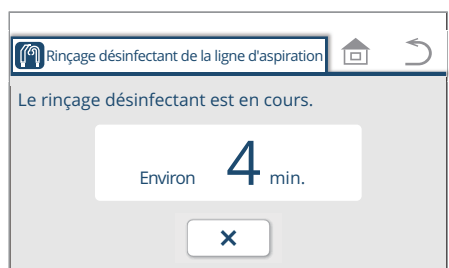 Rinçage désinfectant de la ligne d'aspiration
Le rinçage désinfectant est en cours.
Environ 4 min.